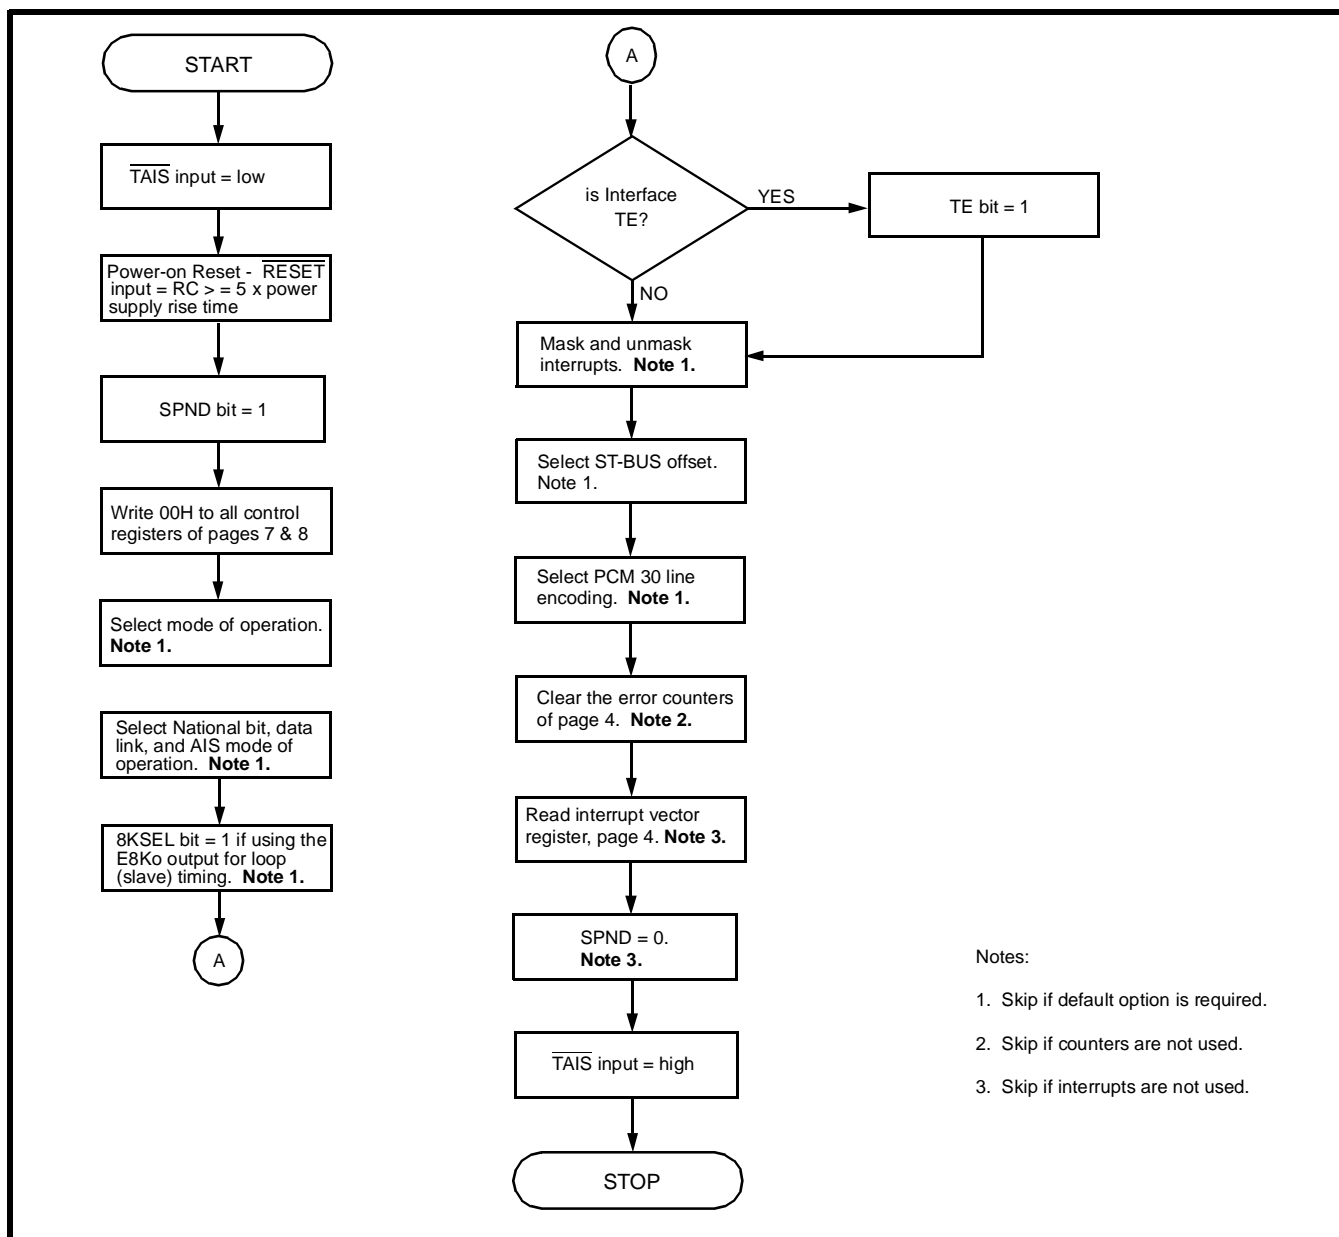 START
TAIS input = low
Power-on Reset - RESET
input = RC > = 5 x power
supply rise time
SPND bit = 1
Write 00H to all control
registers of pages 7 & 8
Select mode of operation.
Note 1.
Select National bit, data
link, and AIS mode of
operation. Note 1.
8KSEL bit = 1 if using the
E8Ko output for loop
(slave) timing. Note 1.
A
A
is Interface
TE?
YES
TE bit = 1
NO
Mask and unmask
interrupts. Note 1.
Select ST-BUS offset.
Note 1.
Select PCM 30 line
encoding. Note 1.
Clear the error counters
of page 4. Note 2.
Read interrupt vector
register, page 4. Note 3.
SPND = 0.
Note 3.
TAIS input = high
STOP
Notes:
1. Skip if default option is required.
2. Skip if counters are not used.
3. Skip if interrupts are not used.